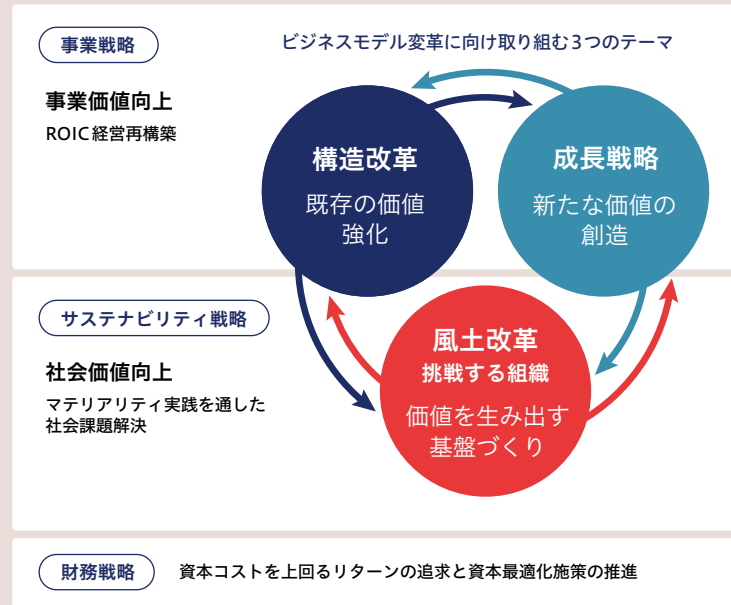 事業戦略
ビジネスモデル変革に向け取り組む3つのテーマ
事業価値向上
ROIC経営再構築
構造改革
既存の価値
強化
成長戦略
新たな価値の
創造
サステナビリティ戦略
社会価値向上
マテリアリティ実践を通した
社会課題解決
風土改革
挑戦する組織
価値を生み出す
基盤づくり
財務戦略
資本コストを上回るリターンの追求と資本最適化施策の推進